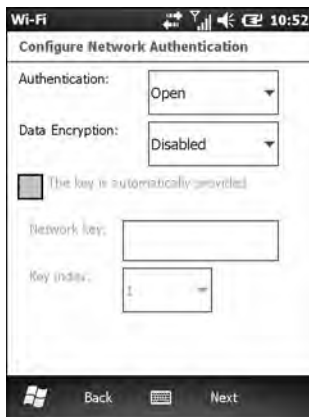 Wi-Fi 10:52
Configure Network Authentication
Authentication:
Open
Data Encryption:
Disabled
The key is automatically provided
Network key:
Key index:
1
Back Next